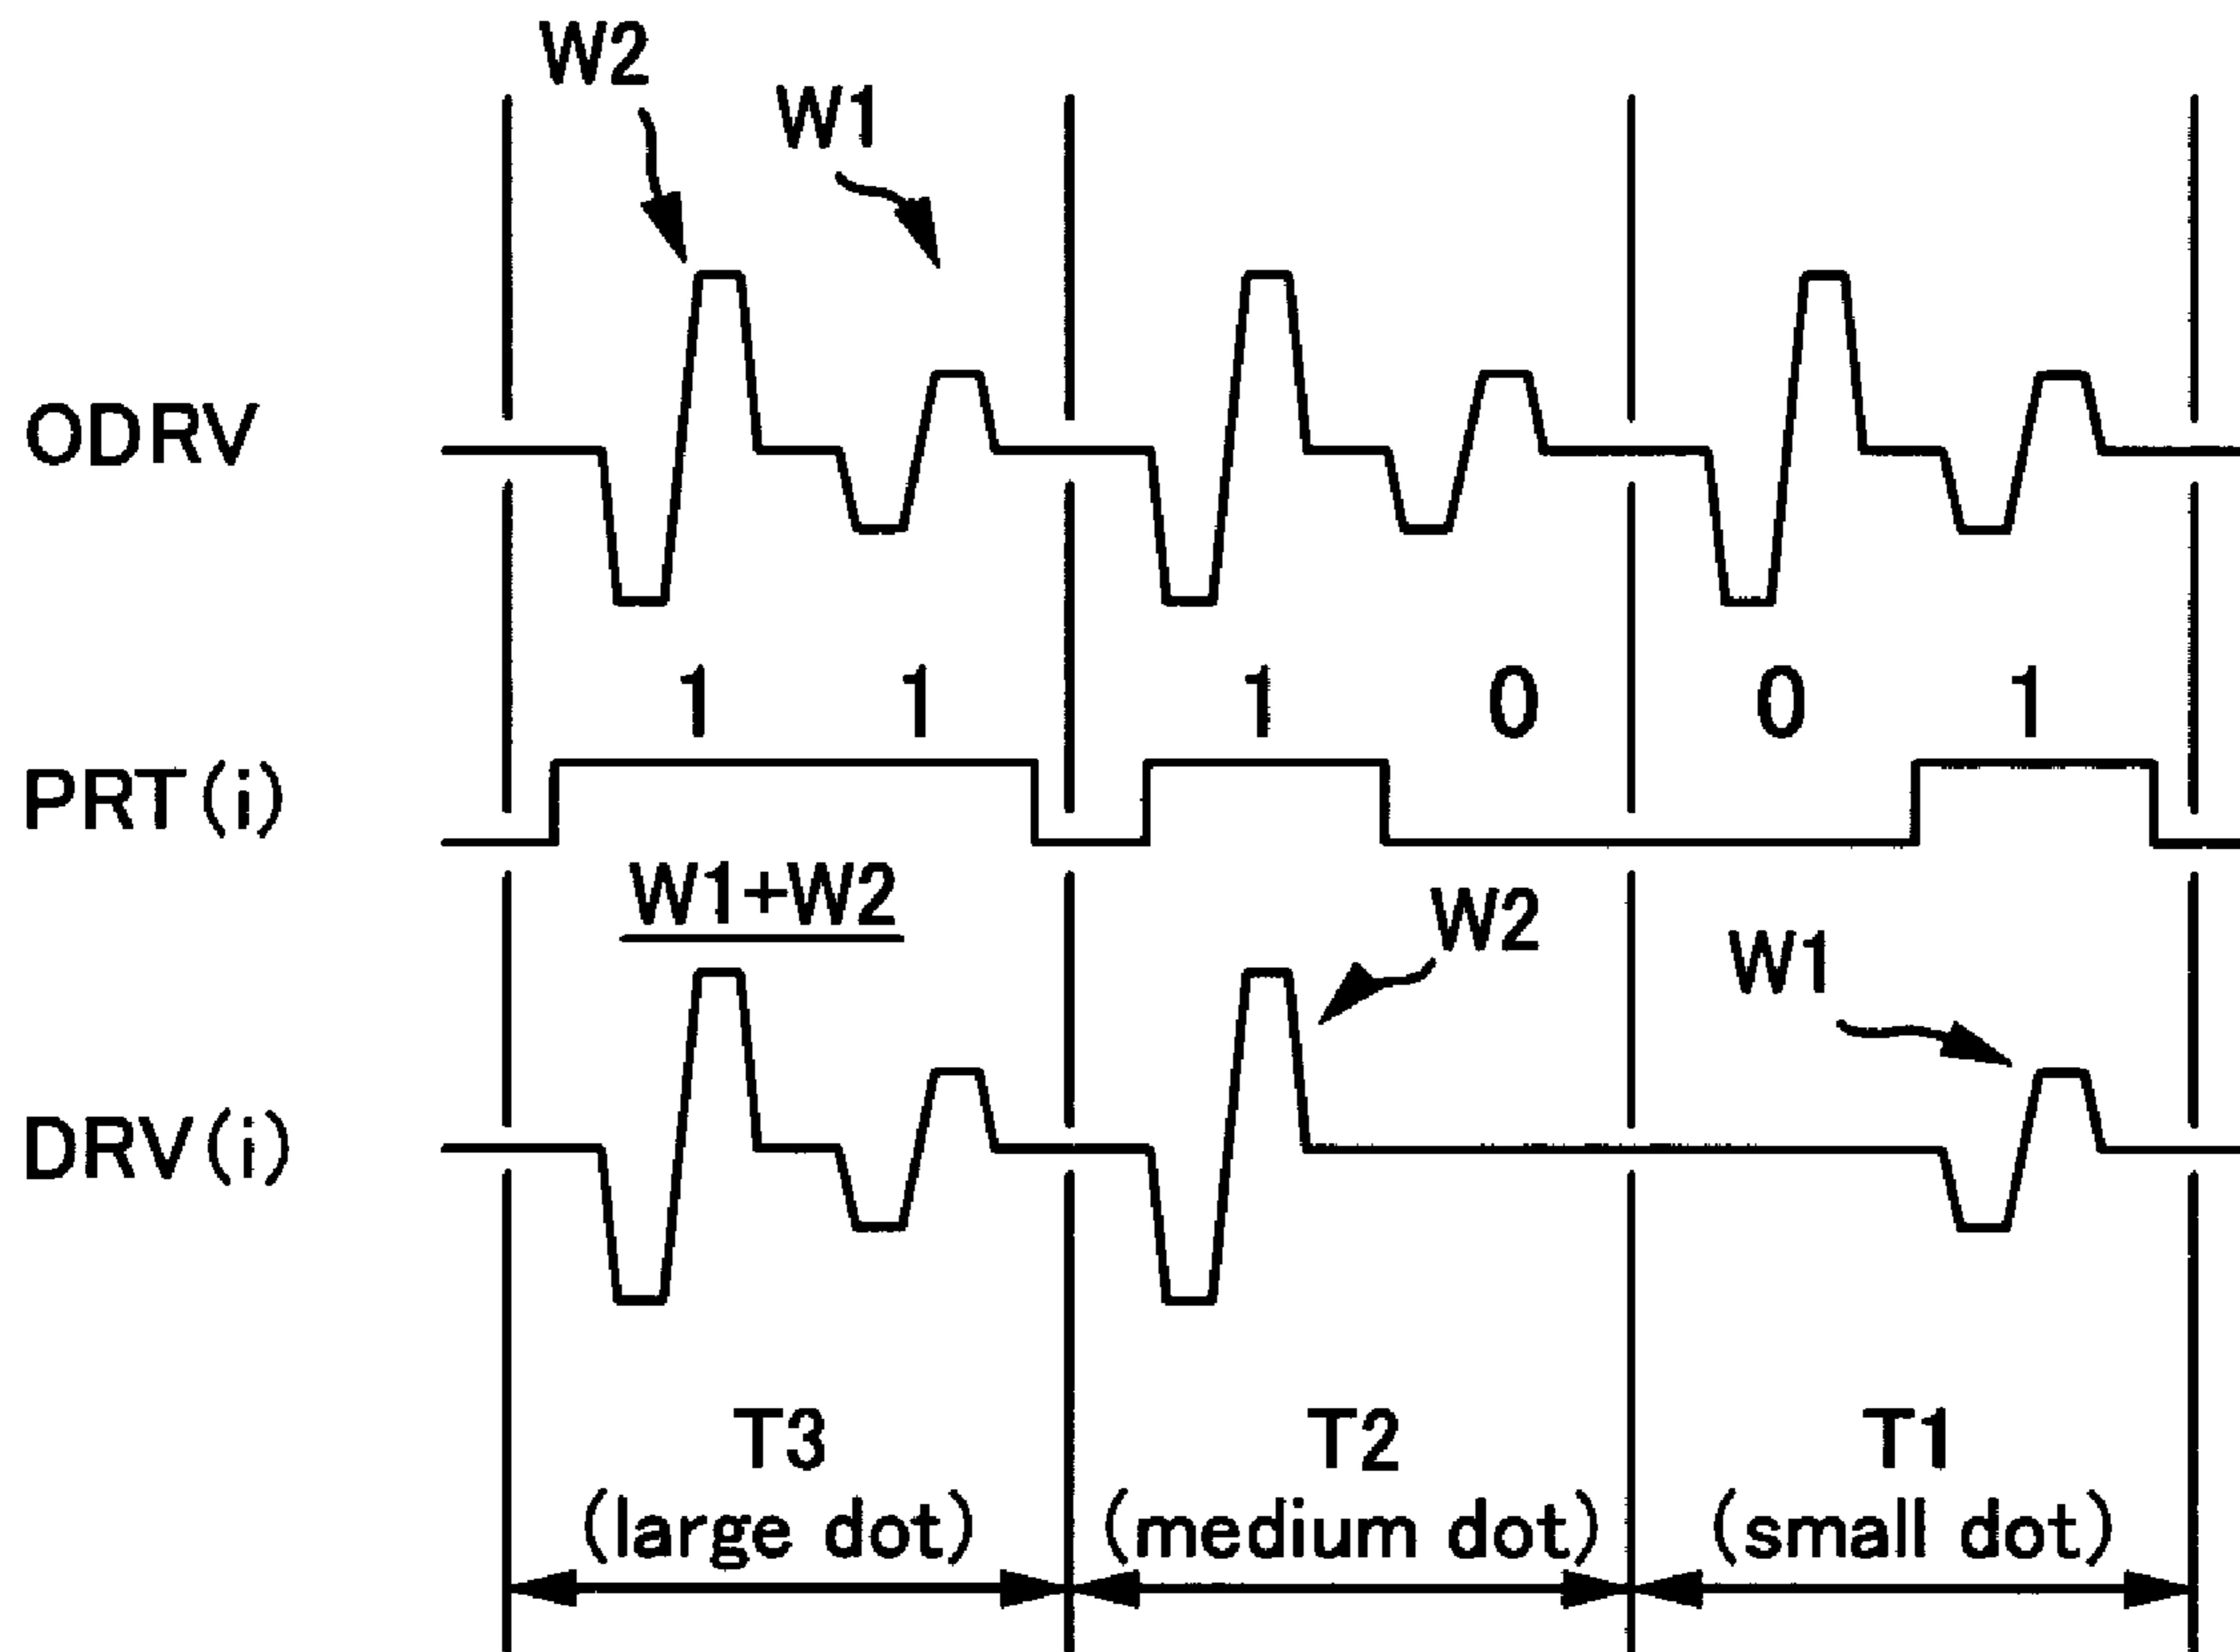 W2
W1
ODRV
1 1 1 0 0 1
PRT(i)
W1+W2
W2
W1
DRV(i)
T3 T2 T1
(large dot) (medium dot) (small dot)